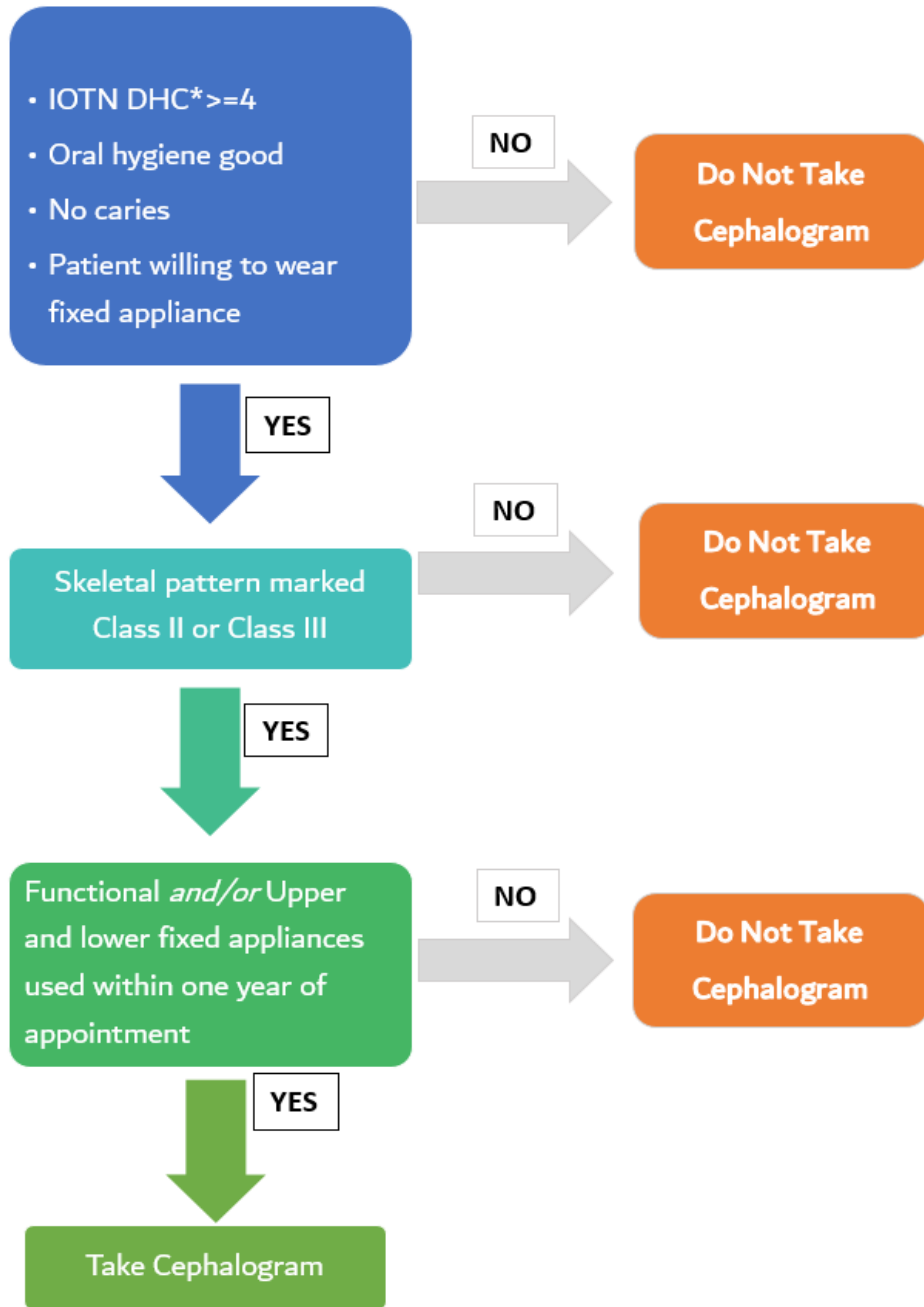 • IOTN DHC*>=4
• Oral hygiene good
• No caries
• Patient willing to wear
fixed appliance
NO
Do Not Take
Cephalogram
YES
Skeletal pattern marked
Class II or Class III
NO
Do Not Take
Cephalogram
YES
Functional and/or Upper
and lower fixed appliances
used within one year of
appointment
NO
Do Not Take
Cephalogram
YES
Take Cephalogram